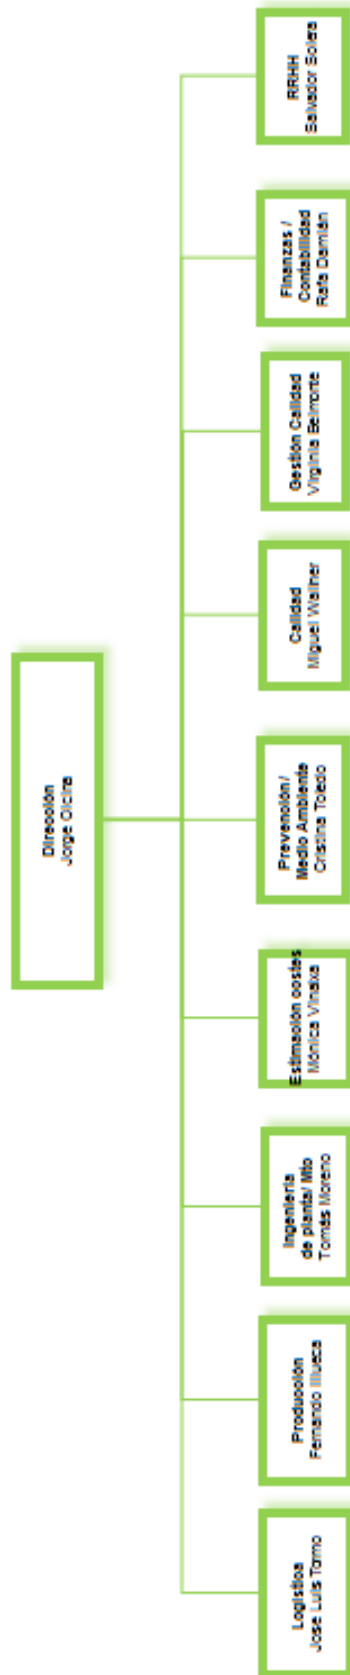 Dirección
Jorge Olcina
Logística
Jose Luis Tormo
Producción
Fernando Illueca
Ingeniería
de planta/ Mto
Tomás Moreno
Estimación costes
Mónica Vinaixa
Prevención/
Medio Ambiente
Cristina Toledo
Calidad
Miguel Wallner
Gestión Calidad
Virginia Belmonte
Finanzas /
Contabilidad
Rafa Damián
RRHH
Salvador Solera